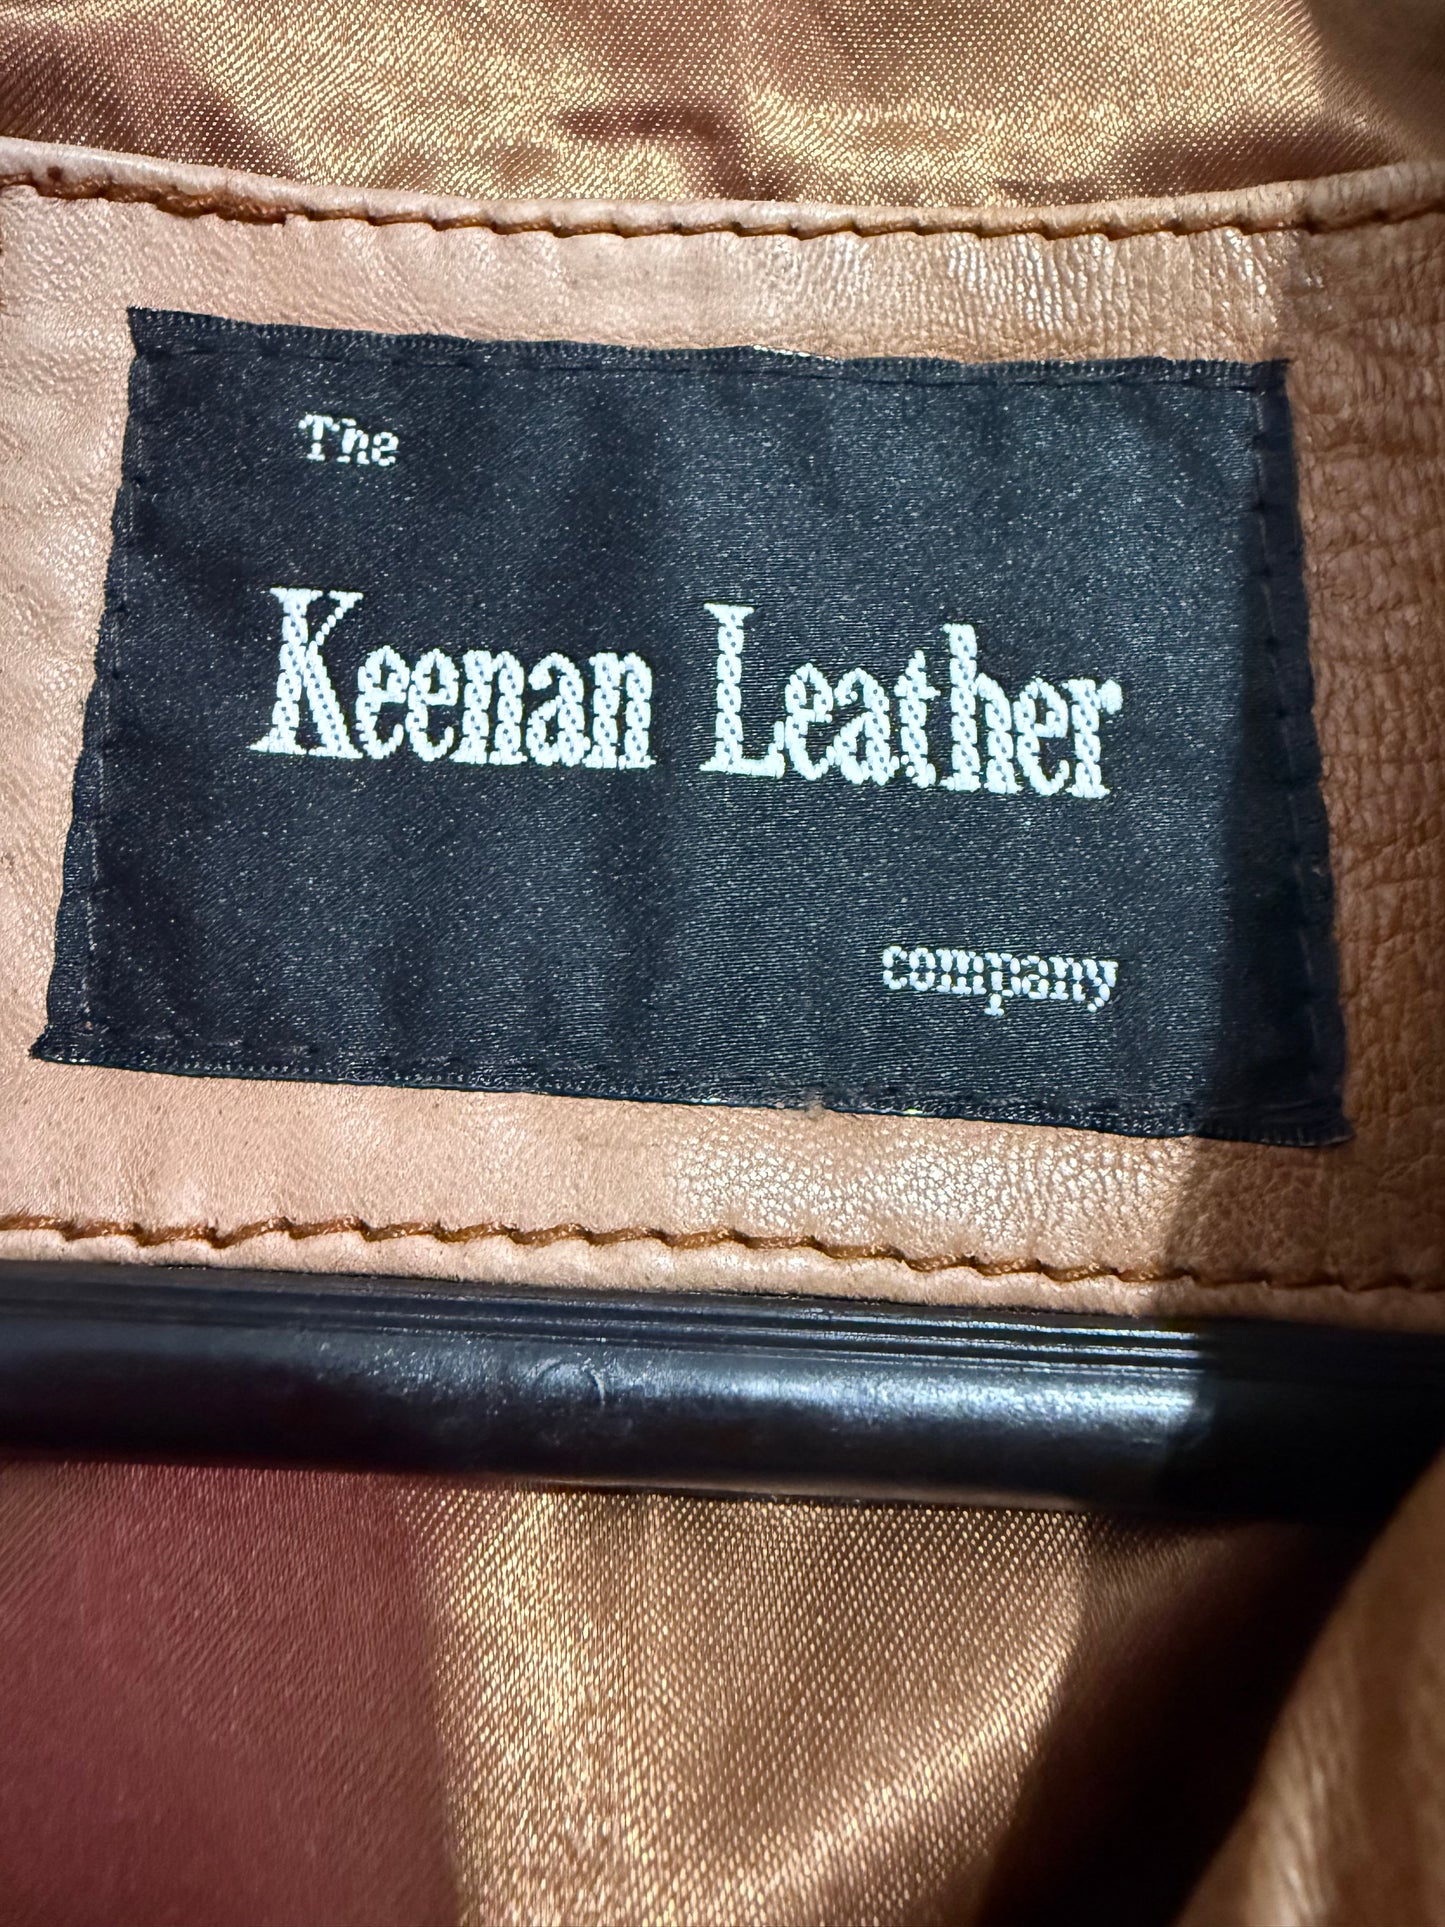 The
Keenan Leather
company